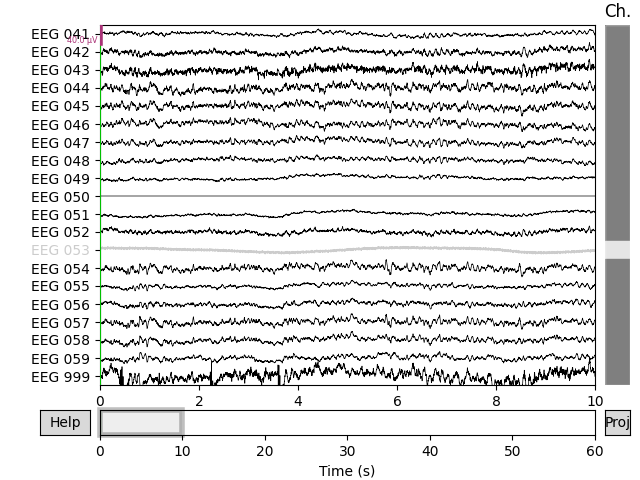 Ch.
EEG 041
40.0 µV
EEG 042
EEG 043
EEG 044
EEG 045
EEG 046
EEG 047
EEG 048
EEG 049
EEG 050
EEG 051
EEG 052
EEG 053
EEG 054
EEG 055
EEG 056
EEG 057
EEG 058
EEG 059
EEG 999
0 2 4 6 8 10
Help
Proj
0 10 20 30 40 50 60
Time (s)